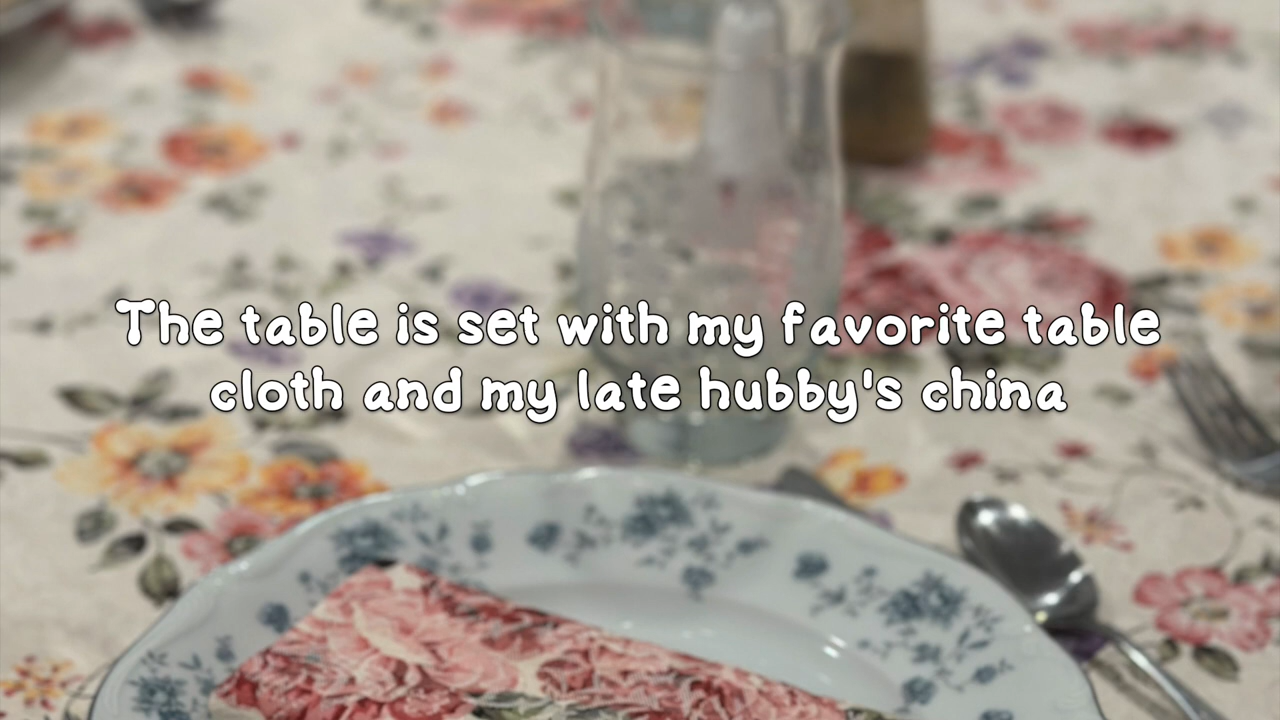 The table is set with my favorite table
cloth and my late hubby's china